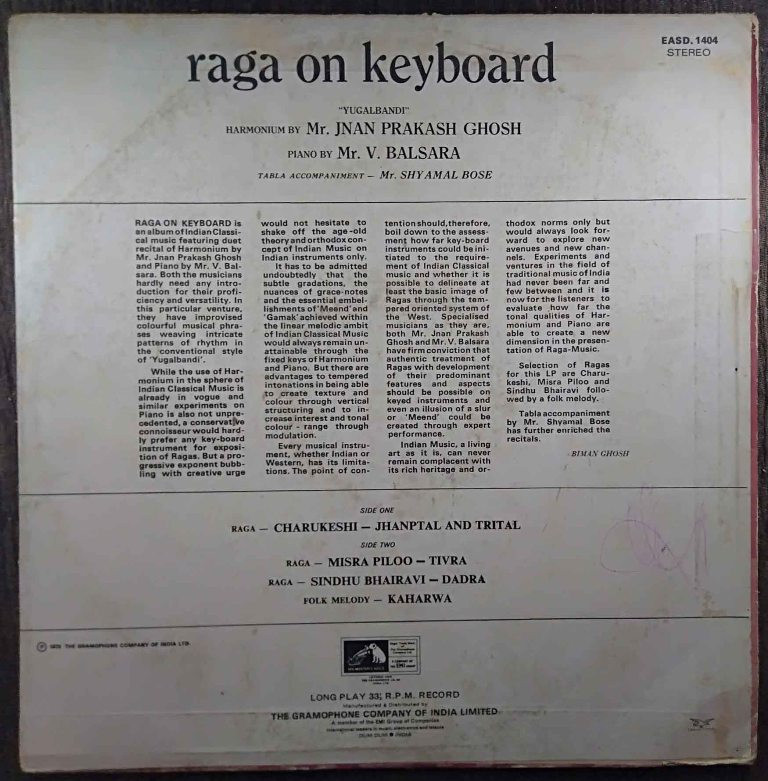 EASD. 1404
STEREO
raga on keyboard
"YUGALBANDI"
HARMONIUM BY Mr. JNAN PRAKASH GHOSH
PIANO BY Mr. V. BALSARA
TABLA ACCOMPANIMENT – Mr. SHYAMAL BOSE
RAGA ON KEYBOARD is
an album of Indian Classi-
cal music featuring duet
recital of Harmonium by
Mr. Jnan Prakash Ghosh
and Piano by Mr. V. Bal-
sara. Both the musicians
hardly need any intro-
duction for their profi-
ciency and versatility. In
this particular venture,
they have improvised
colourful musical phra-
ses weaving intricate
patterns of rhythm in
the conventional style
of 'Yugalbandi'.
While the use of Har-
monium in the sphere of
Indian Classical Music is
already in vogue and
similar experiments on
Piano is also not unpre-
cedented, a conservative
connoisseur would hard-
ly prefer any key-board
instrument for exposi-
tion of Ragas. But a pro-
gressive exponent bubb-
ling with creative urge
would not hesitate to
shake off the age-old
theory and orthodox con-
cept of Indian Music on
Indian instruments only.
It has to be admitted
undoubtedly that the
subtle gradations, the
nuances of grace-notes
and the essential embel-
lishments of 'Meend' and
'Gamak' achieved within
the linear melodic ambit
of Indian Classical Music
would always remain un-
attainable through the
fixed keys of Harmonium
and Piano. But there are
advantages to tempered
intonations in being able
to create texture and
colour through vertical
structuring and to in-
crease interest and tonal
colour - range through
modulation.
Every musical instru-
ment, whether Indian or
Western, has its limita-
tions. The point of con-
tention should, therefore,
boil down to the assess-
ment how far key-board
instruments could be ini-
tiated to the require-
ment of Indian Classical
music and whether it is
possible to delineate at
least the basic image of
Ragas through the tem-
pered oriented system of
the West. Specialised
musicians as they are,
both Mr. Jnan Prakash
Ghosh and Mr. V. Balsara
have firm conviction that
authentic treatment of
Ragas with development
of their predominant
features and aspects
should be possible on
keyed instruments and
even an illusion of a slur
or 'Meend' could be
created through expert
performance.
Indian Music, a living
art as it is, can never
remain complacent with
its rich heritage and or-
thodox norms only but
would always look for-
ward to explore new
avenues and new chan-
nels. Experiments and
ventures in the field of
traditional music of India
had never been far and
few between and it is
now for the listeners to
evaluate how far the
tonal qualities of Har-
monium and Piano are
able to create a new
dimension in the presen-
tation of Raga-Music.
Selection of Ragas
for this LP are Charu-
keshi, Misra Piloo and
Sindhu Bhairavi follo-
wed by a folk melody.
Tabla accompaniment
by Mr. Shyamal Bose
has further enriched the
recitals.
BIMAN GHOSH
SIDE ONE
RAGA – CHARUKESHI – JHANPTAL AND TRITAL
SIDE TWO
RAGA – MISRA PILOO – TIVRA
RAGA – SINDHU BHAIRAVI – DADRA
FOLK MELODY – KAHARWA
THE GRAMOPHONE COMPANY OF INDIA LTD.
LONG PLAY 33⅓ R.P.M. RECORD
Manufactured & Distributed by
THE GRAMOPHONE COMPANY OF INDIA LIMITED
A member of the EMI Group of Companies
International leaders in music, electronics and leisure
DUM DUM ● INDIA